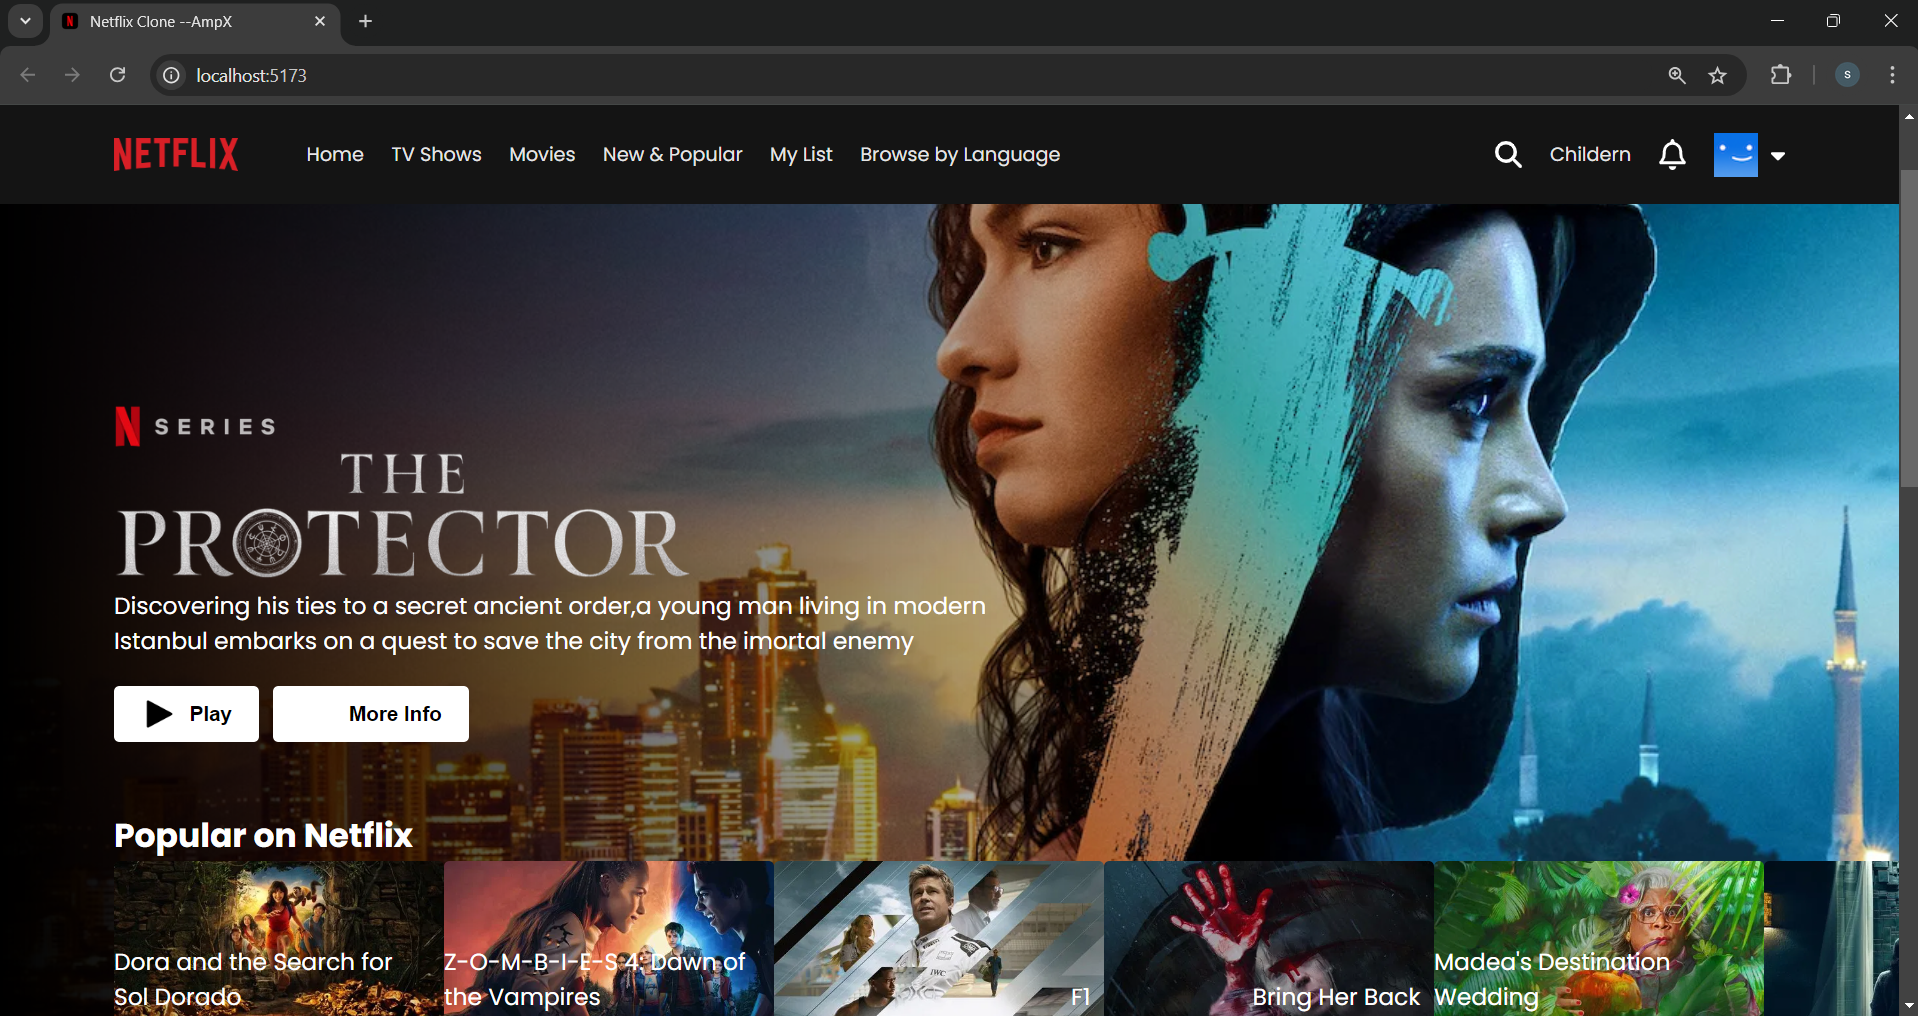 Netflix Clone --AmpX
localhost:5173
S
NETFLIX
Home TV Shows Movies New & Popular My List Browse by Language
Childern
N SERIES
THE
PROTECTOR
Discovering his ties to a secret ancient order,a young man living in modern
Istanbul embarks on a quest to save the city from the imortal enemy
Play
More Info
Popular on Netflix
Dora and the Search for
Sol Dorado
Z-O-M-B-I-E-S 4: Dawn of
the Vampires
IWC
F1
Bring Her Back
Madea's Destination
Wedding